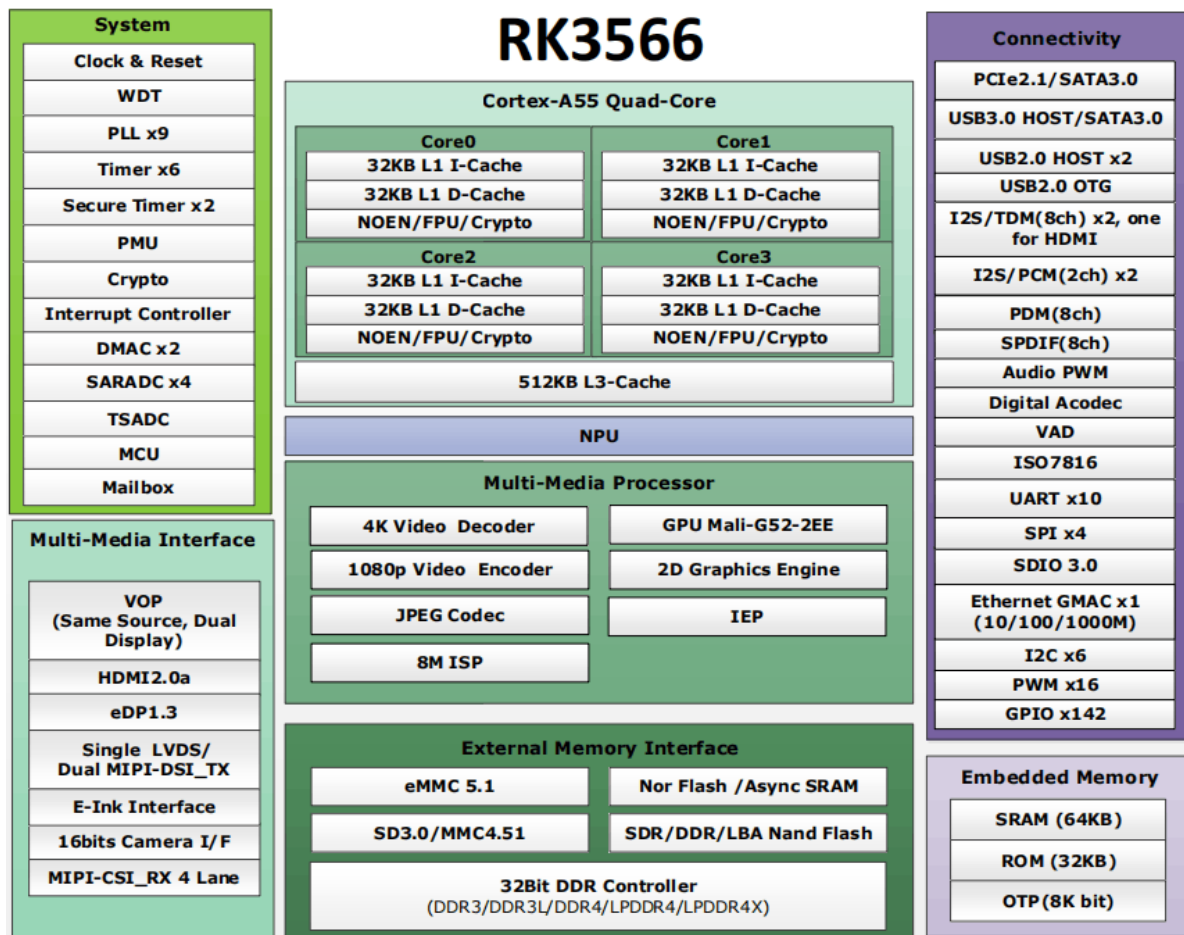 RK3566
System
Clock & Reset
WDT
PLL x9
Timer x6
Secure Timer x2
PMU
Crypto
Interrupt Controller
DMAC x2
SARADC x4
TSADC
MCU
Mailbox
Multi-Media Interface
VOP
(Same Source, Dual
Display)
HDMI2.0a
eDP1.3
Single LVDS/
Dual MIPI-DSI_TX
E-Ink Interface
16bits Camera I/F
MIPI-CSI_RX 4 Lane
Cortex-A55 Quad-Core
Core0
32KB L1 I-Cache
32KB L1 D-Cache
NOEN/FPU/Crypto
Core1
32KB L1 I-Cache
32KB L1 D-Cache
NOEN/FPU/Crypto
Core2
32KB L1 I-Cache
32KB L1 D-Cache
NOEN/FPU/Crypto
Core3
32KB L1 I-Cache
32KB L1 D-Cache
NOEN/FPU/Crypto
512KB L3-Cache
NPU
Multi-Media Processor
4K Video Decoder
1080p Video Encoder
JPEG Codec
8M ISP
GPU Mali-G52-2EE
2D Graphics Engine
IEP
External Memory Interface
eMMC 5.1
Nor Flash /Async SRAM
SD3.0/MMC4.51
SDR/DDR/LBA Nand Flash
32Bit DDR Controller
(DDR3/DDR3L/DDR4/LPDDR4/LPDDR4X)
Connectivity
PCIe2.1/SATA3.0
USB3.0 HOST/SATA3.0
USB2.0 HOST x2
USB2.0 OTG
I2S/TDM(8ch) x2, one
for HDMI
I2S/PCM(2ch) x2
PDM(8ch)
SPDIF(8ch)
Audio PWM
Digital Acodec
VAD
ISO7816
UART x10
SPI x4
SDIO 3.0
Ethernet GMAC x1
(10/100/1000M)
I2C x6
PWM x16
GPIO x142
Embedded Memory
SRAM (64KB)
ROM (32KB)
OTP(8K bit)